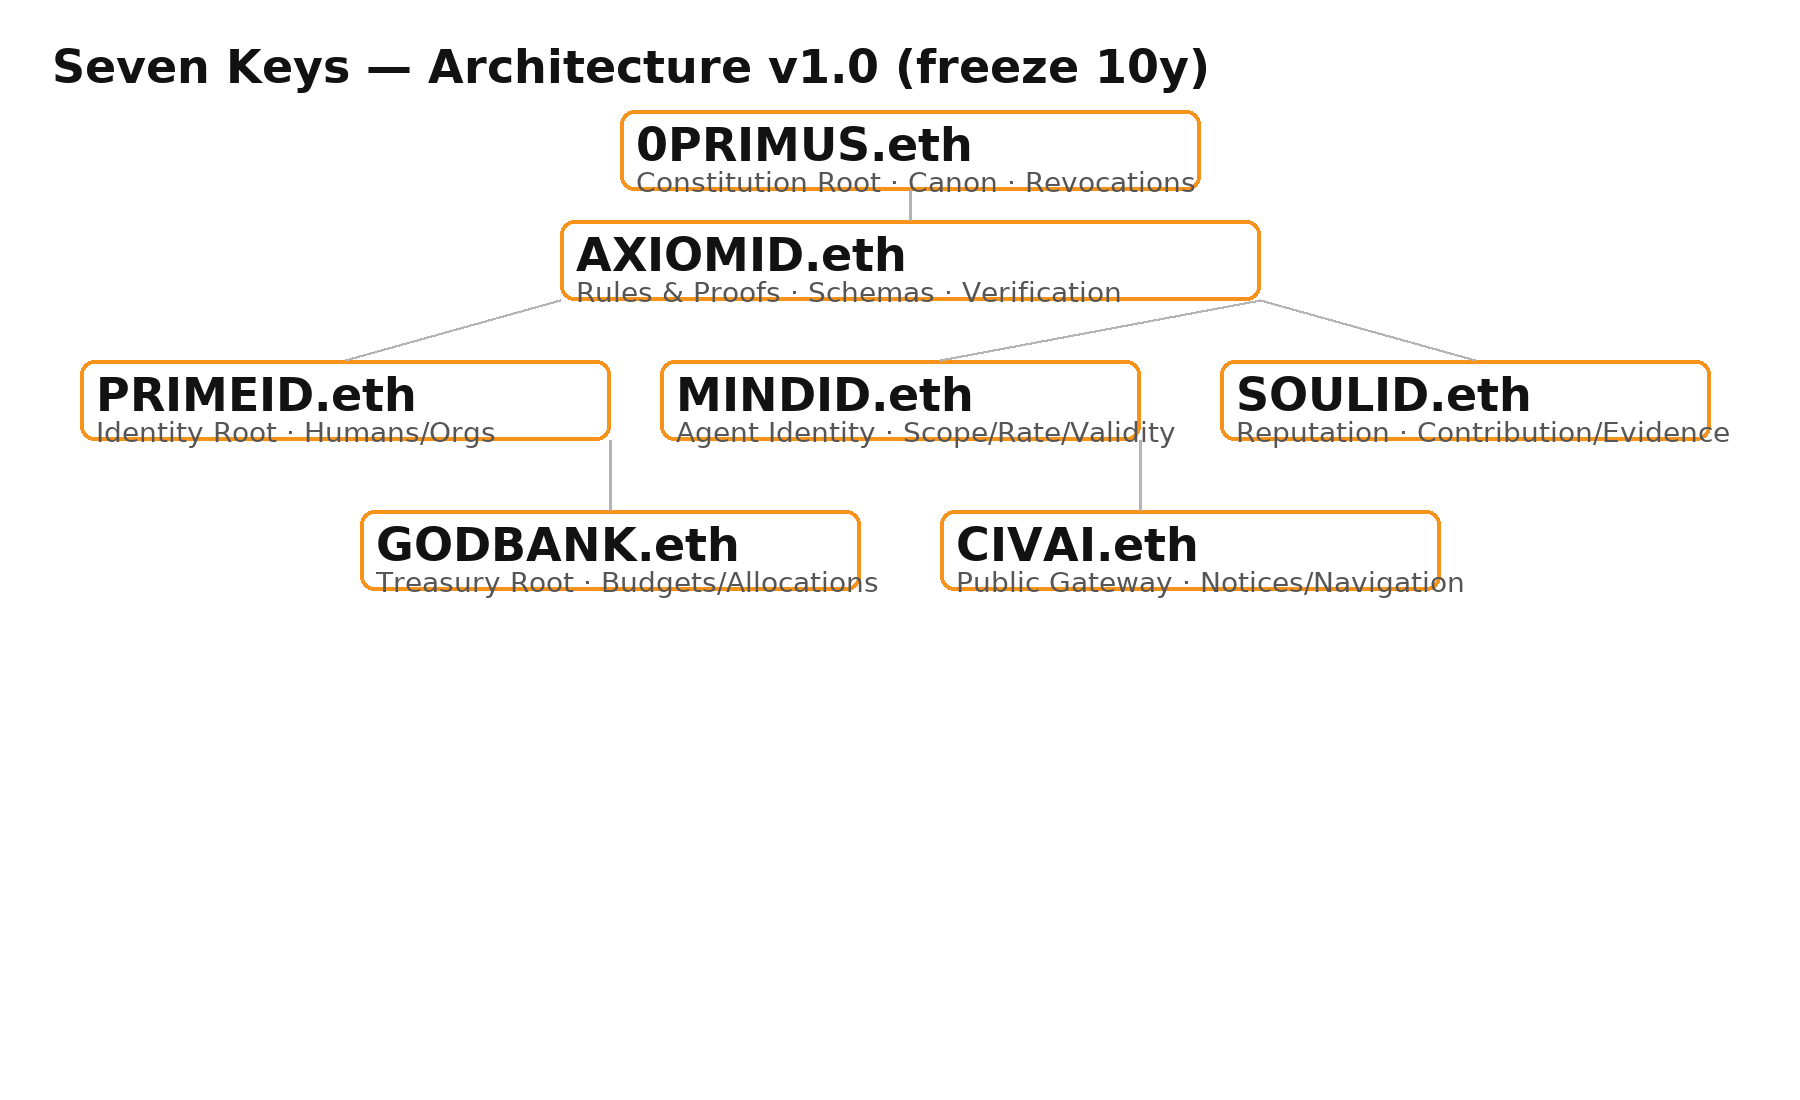 Seven Keys — Architecture v1.0 (freeze 10y)
0PRIMUS.eth
Constitution Root · Canon · Revocations
AXIOMID.eth
Rules & Proofs · Schemas · Verification
PRIMEID.eth
Identity Root · Humans/Orgs
MINDID.eth
Agent Identity · Scope/Rate/Validity
SOULID.eth
Reputation · Contribution/Evidence
GODBANK.eth
Treasury Root · Budgets/Allocations
CIVAI.eth
Public Gateway · Notices/Navigation